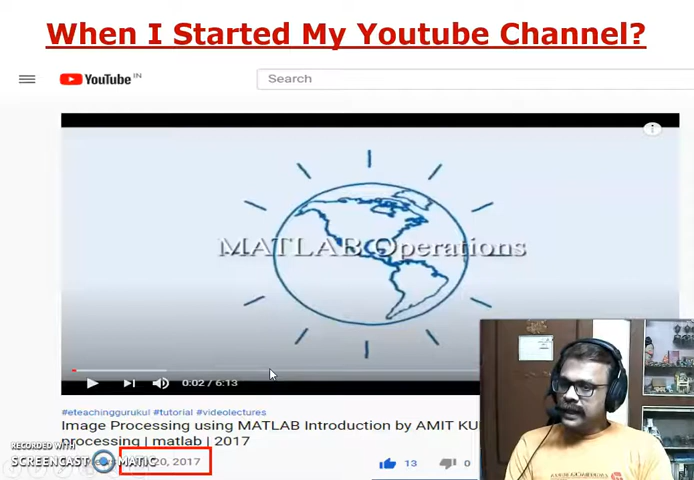 When I Started My Youtube Channel?
YouTube IN
Search
MATLAB Operations
0:02 / 6:13
#eteachinggurukul #tutorial #videolectures
Image Processing using MATLAB Introduction by AMIT KU
processing | matlab | 2017
RECORDED WITH
SCREENCAST MATIC
20, 2017
13
0